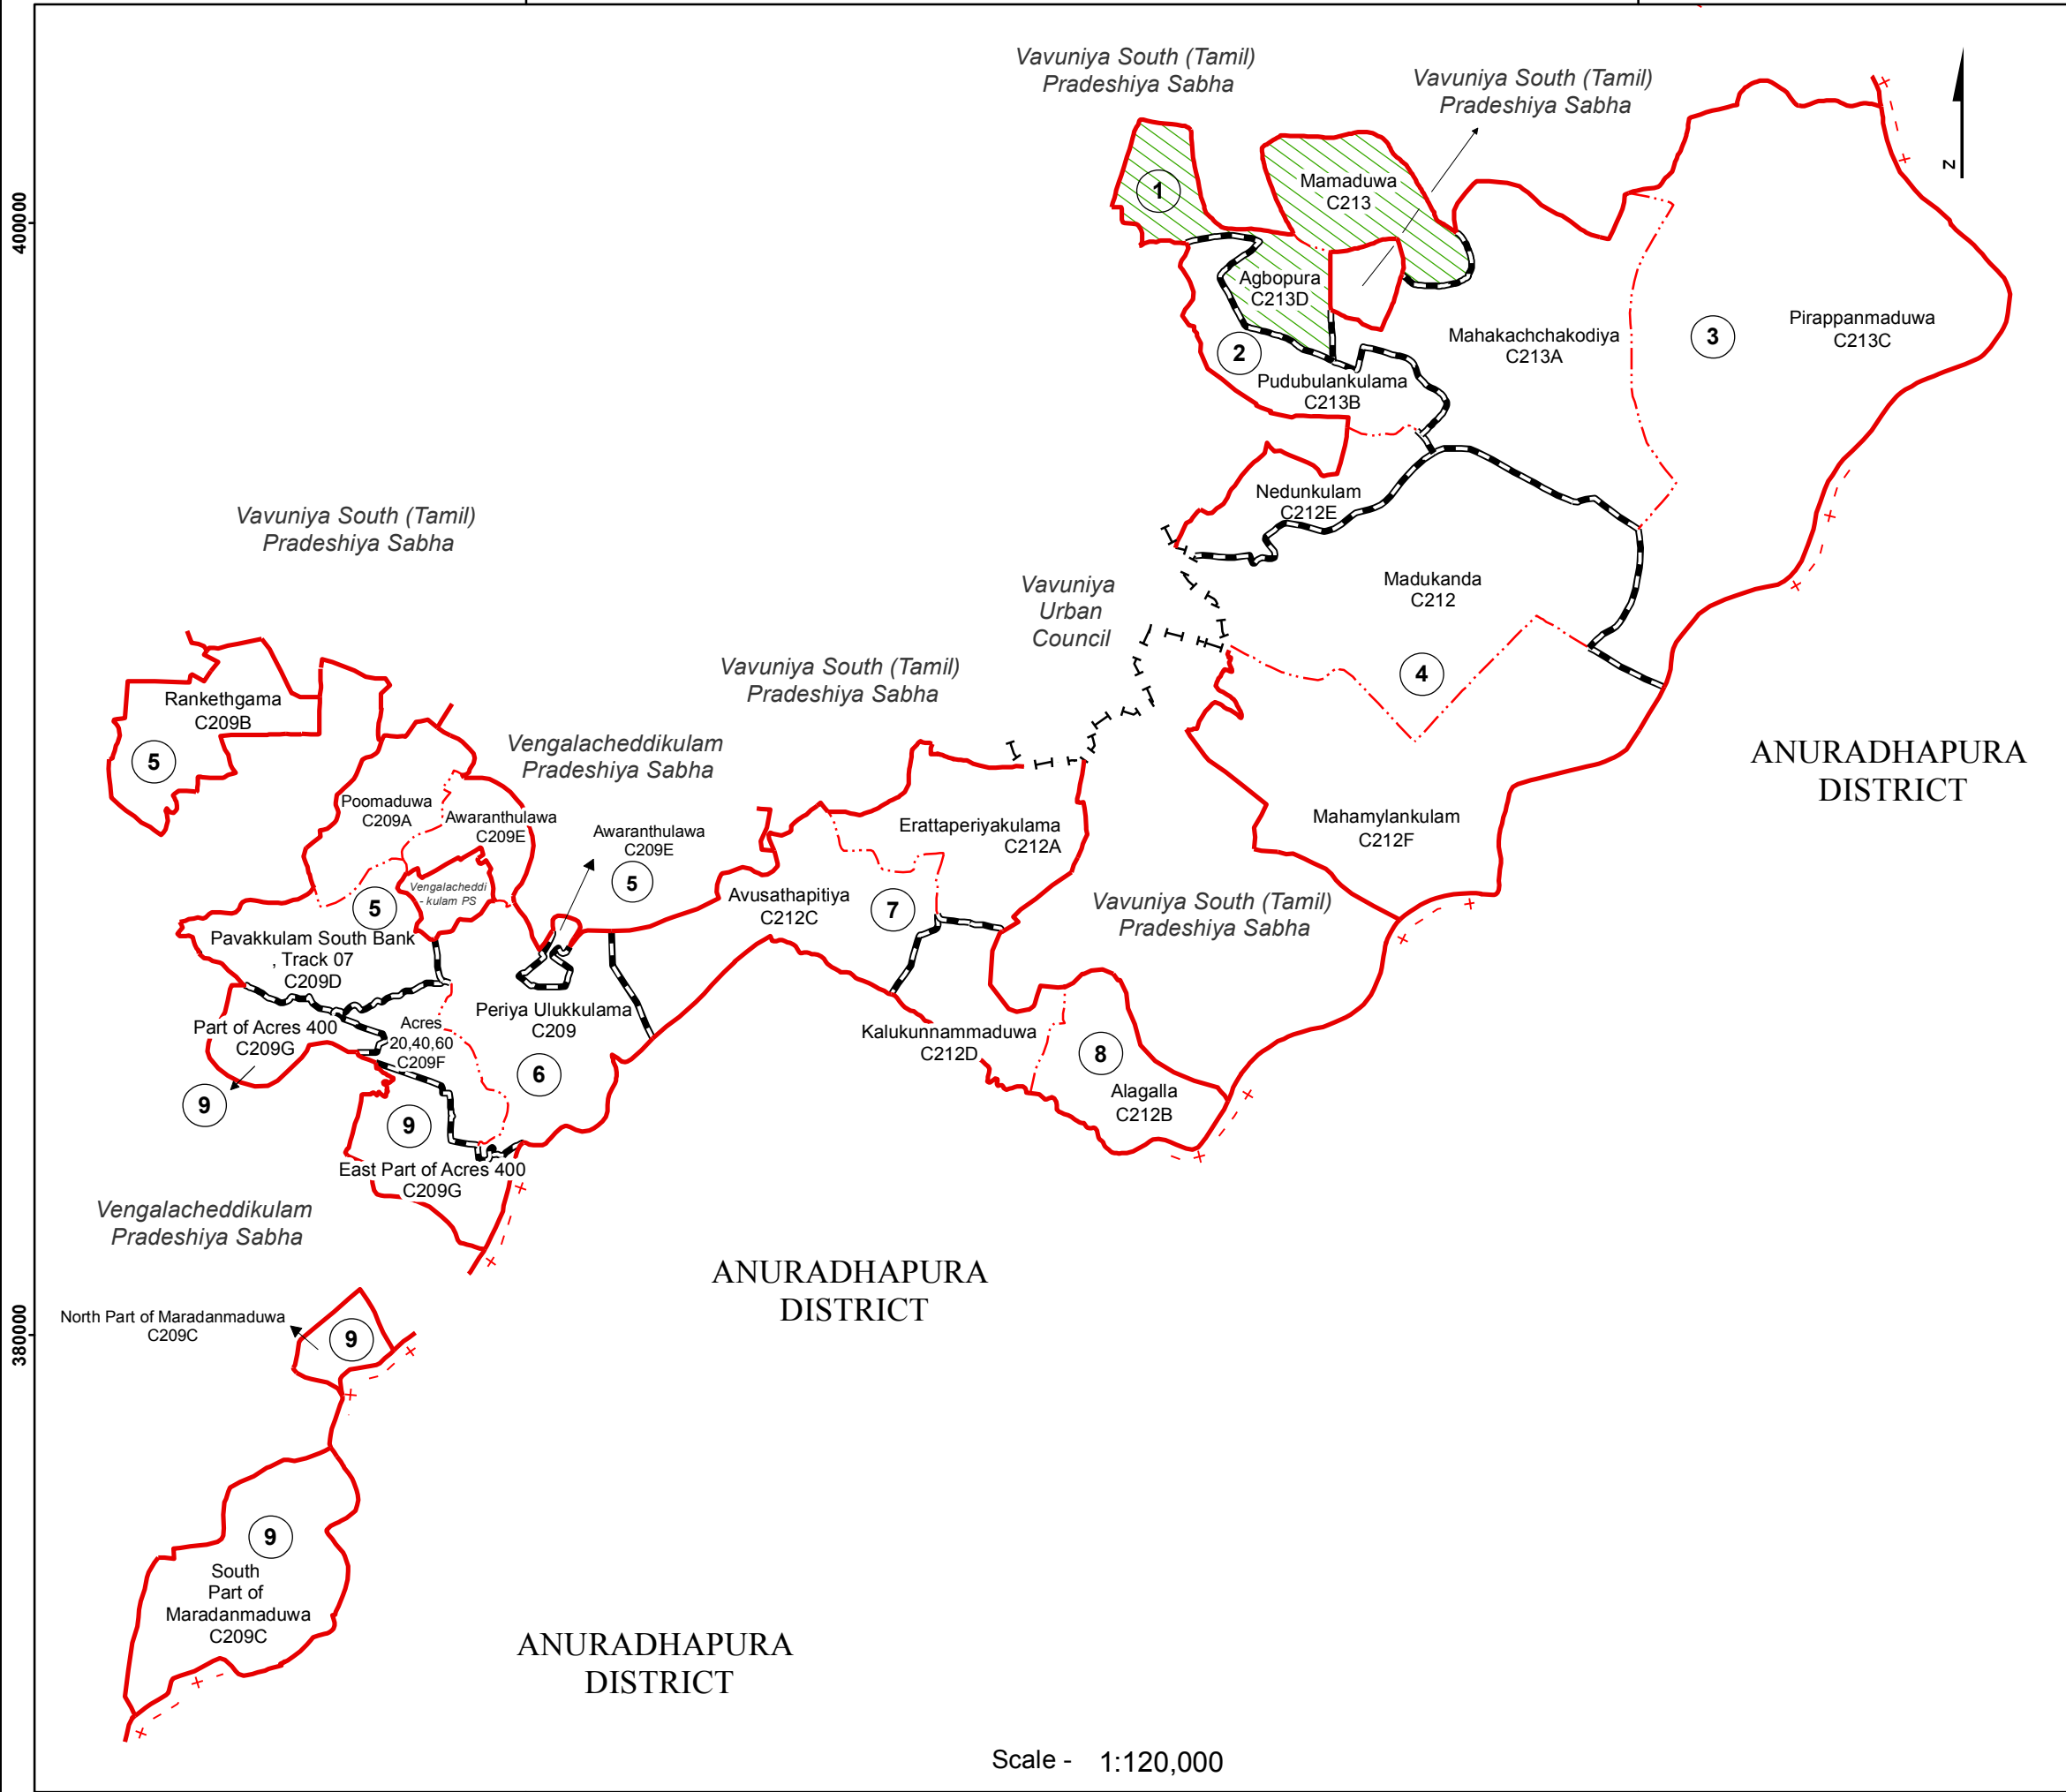 Vavuniya South (Tamil)
Pradeshiya Sabha
Vavuniya South (Tamil)
Pradeshiya Sabha
Z
400000
1
Mamaduwa
C213
Agbopura
C213D
2
Mahakachchakodiya
C213A
3
Pirappanmaduwa
C213C
Pudubulankulama
C213B
Nedunkulam
C212E
Vavuniya South (Tamil)
Pradeshiya Sabha
Vavuniya
Urban
Council
Madukanda
C212
4
Vavuniya South (Tamil)
Pradeshiya Sabha
Rankethgama
C209B
5
Vengalacheddikulam
Pradeshiya Sabha
ANURADHAPURA
DISTRICT
Poomaduwa
C209A
Awaranthulawa
C209E
Awaranthulawa
C209E
5
Erattaperiyakulama
C212A
Mahamylankulam
C212F
Vengalacheddi
- kulam PS
5
Avusathapitiya
C212C
7
Vavuniya South (Tamil)
Pradeshiya Sabha
Pavakkulam South Bank
, Track 07
C209D
Periya Ulukkulama
C209
Part of Acres 400
C209G
Acres
20,40,60
C209F
Kalukunnammaduwa
C212D
8
Alagalla
C212B
6
9
9
East Part of Acres 400
C209G
Vengalacheddikulam
Pradeshiya Sabha
ANURADHAPURA
DISTRICT
380000
North Part of Maradanmaduwa
C209C
9
9
South
Part of
Maradanmaduwa
C209C
ANURADHAPURA
DISTRICT
Scale - 1:120,000